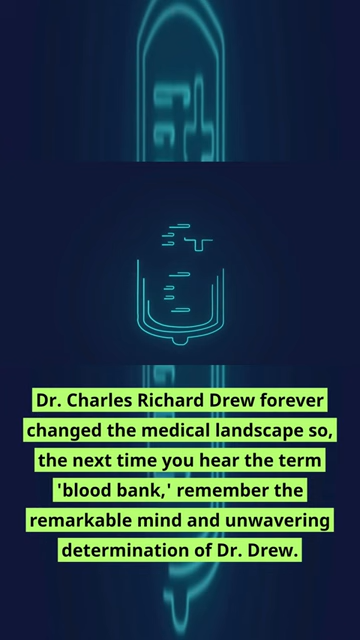 Dr. Charles Richard Drew forever
changed the medical landscape so,
the next time you hear the term
'blood bank,' remember the
remarkable mind and unwavering
determination of Dr. Drew.